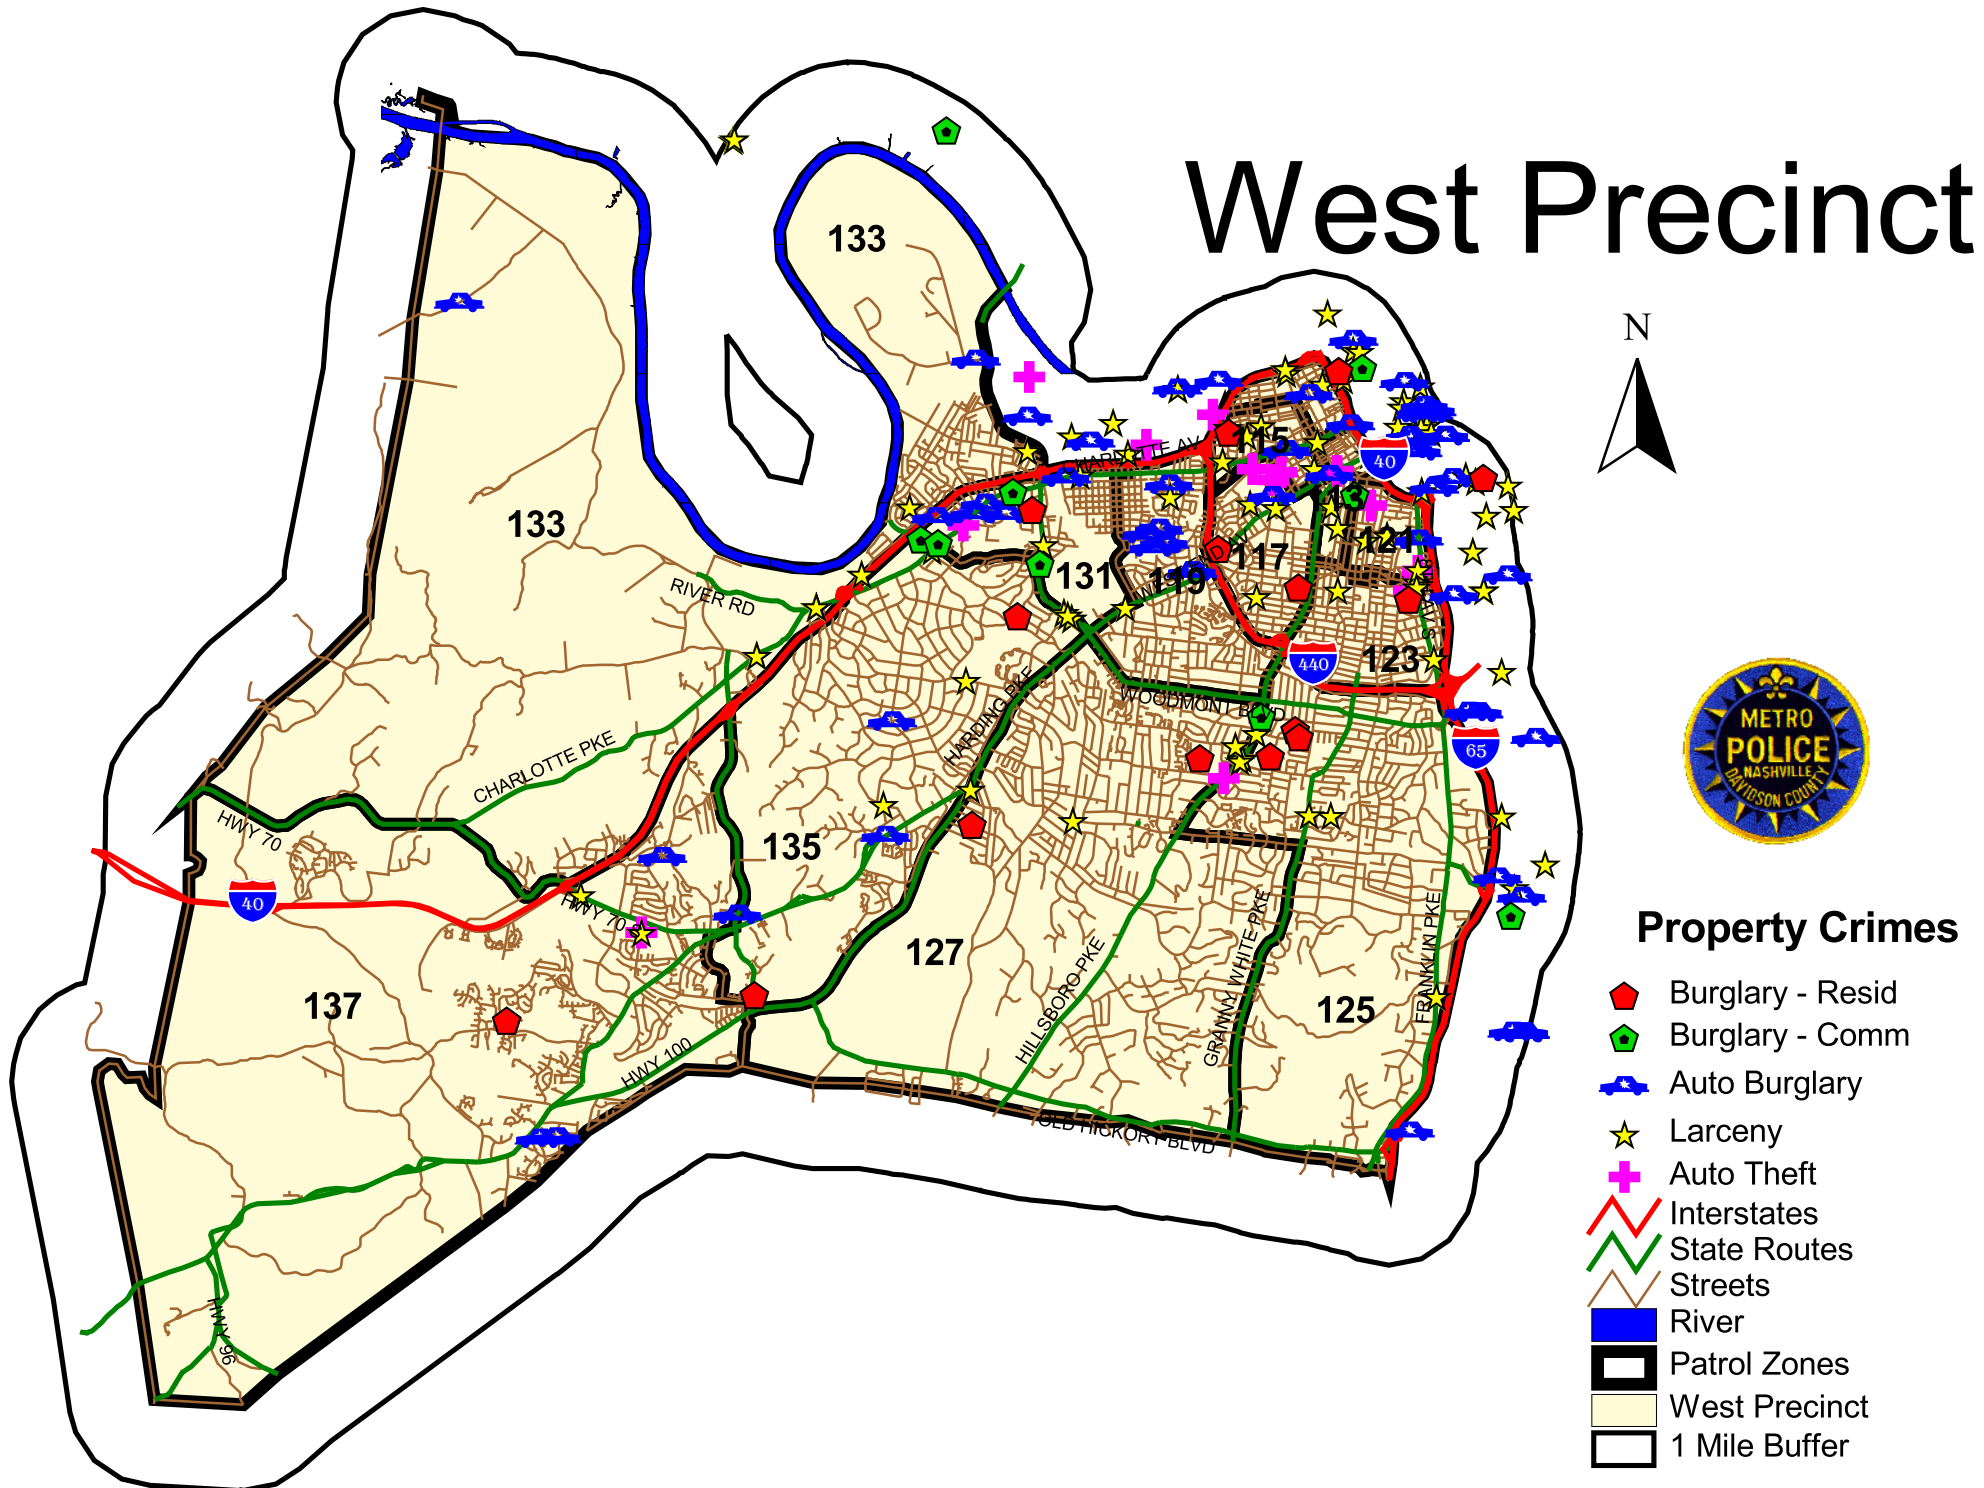 West Precinct
N
133
133
115
CHARLOTTE AV
40
121
117
131
119
RIVER RD
440
123
WOODMONT BLVD
HARDING PKE
65
METRO
POLICE
NASHVILLE
DAVIDSON COUNTY
CHARLOTTE PKE
HWY 70
135
40
HWY 70 S
127
HILLSBORO PKE
GRANNY WHITE PKE
FRANKLIN PKE
125
137
HWY 100
OLD HICKORY BLVD
HWY 96
Property Crimes
Burglary - Resid
Burglary - Comm
Auto Burglary
Larceny
Auto Theft
Interstates
State Routes
Streets
River
Patrol Zones
West Precinct
1 Mile Buffer